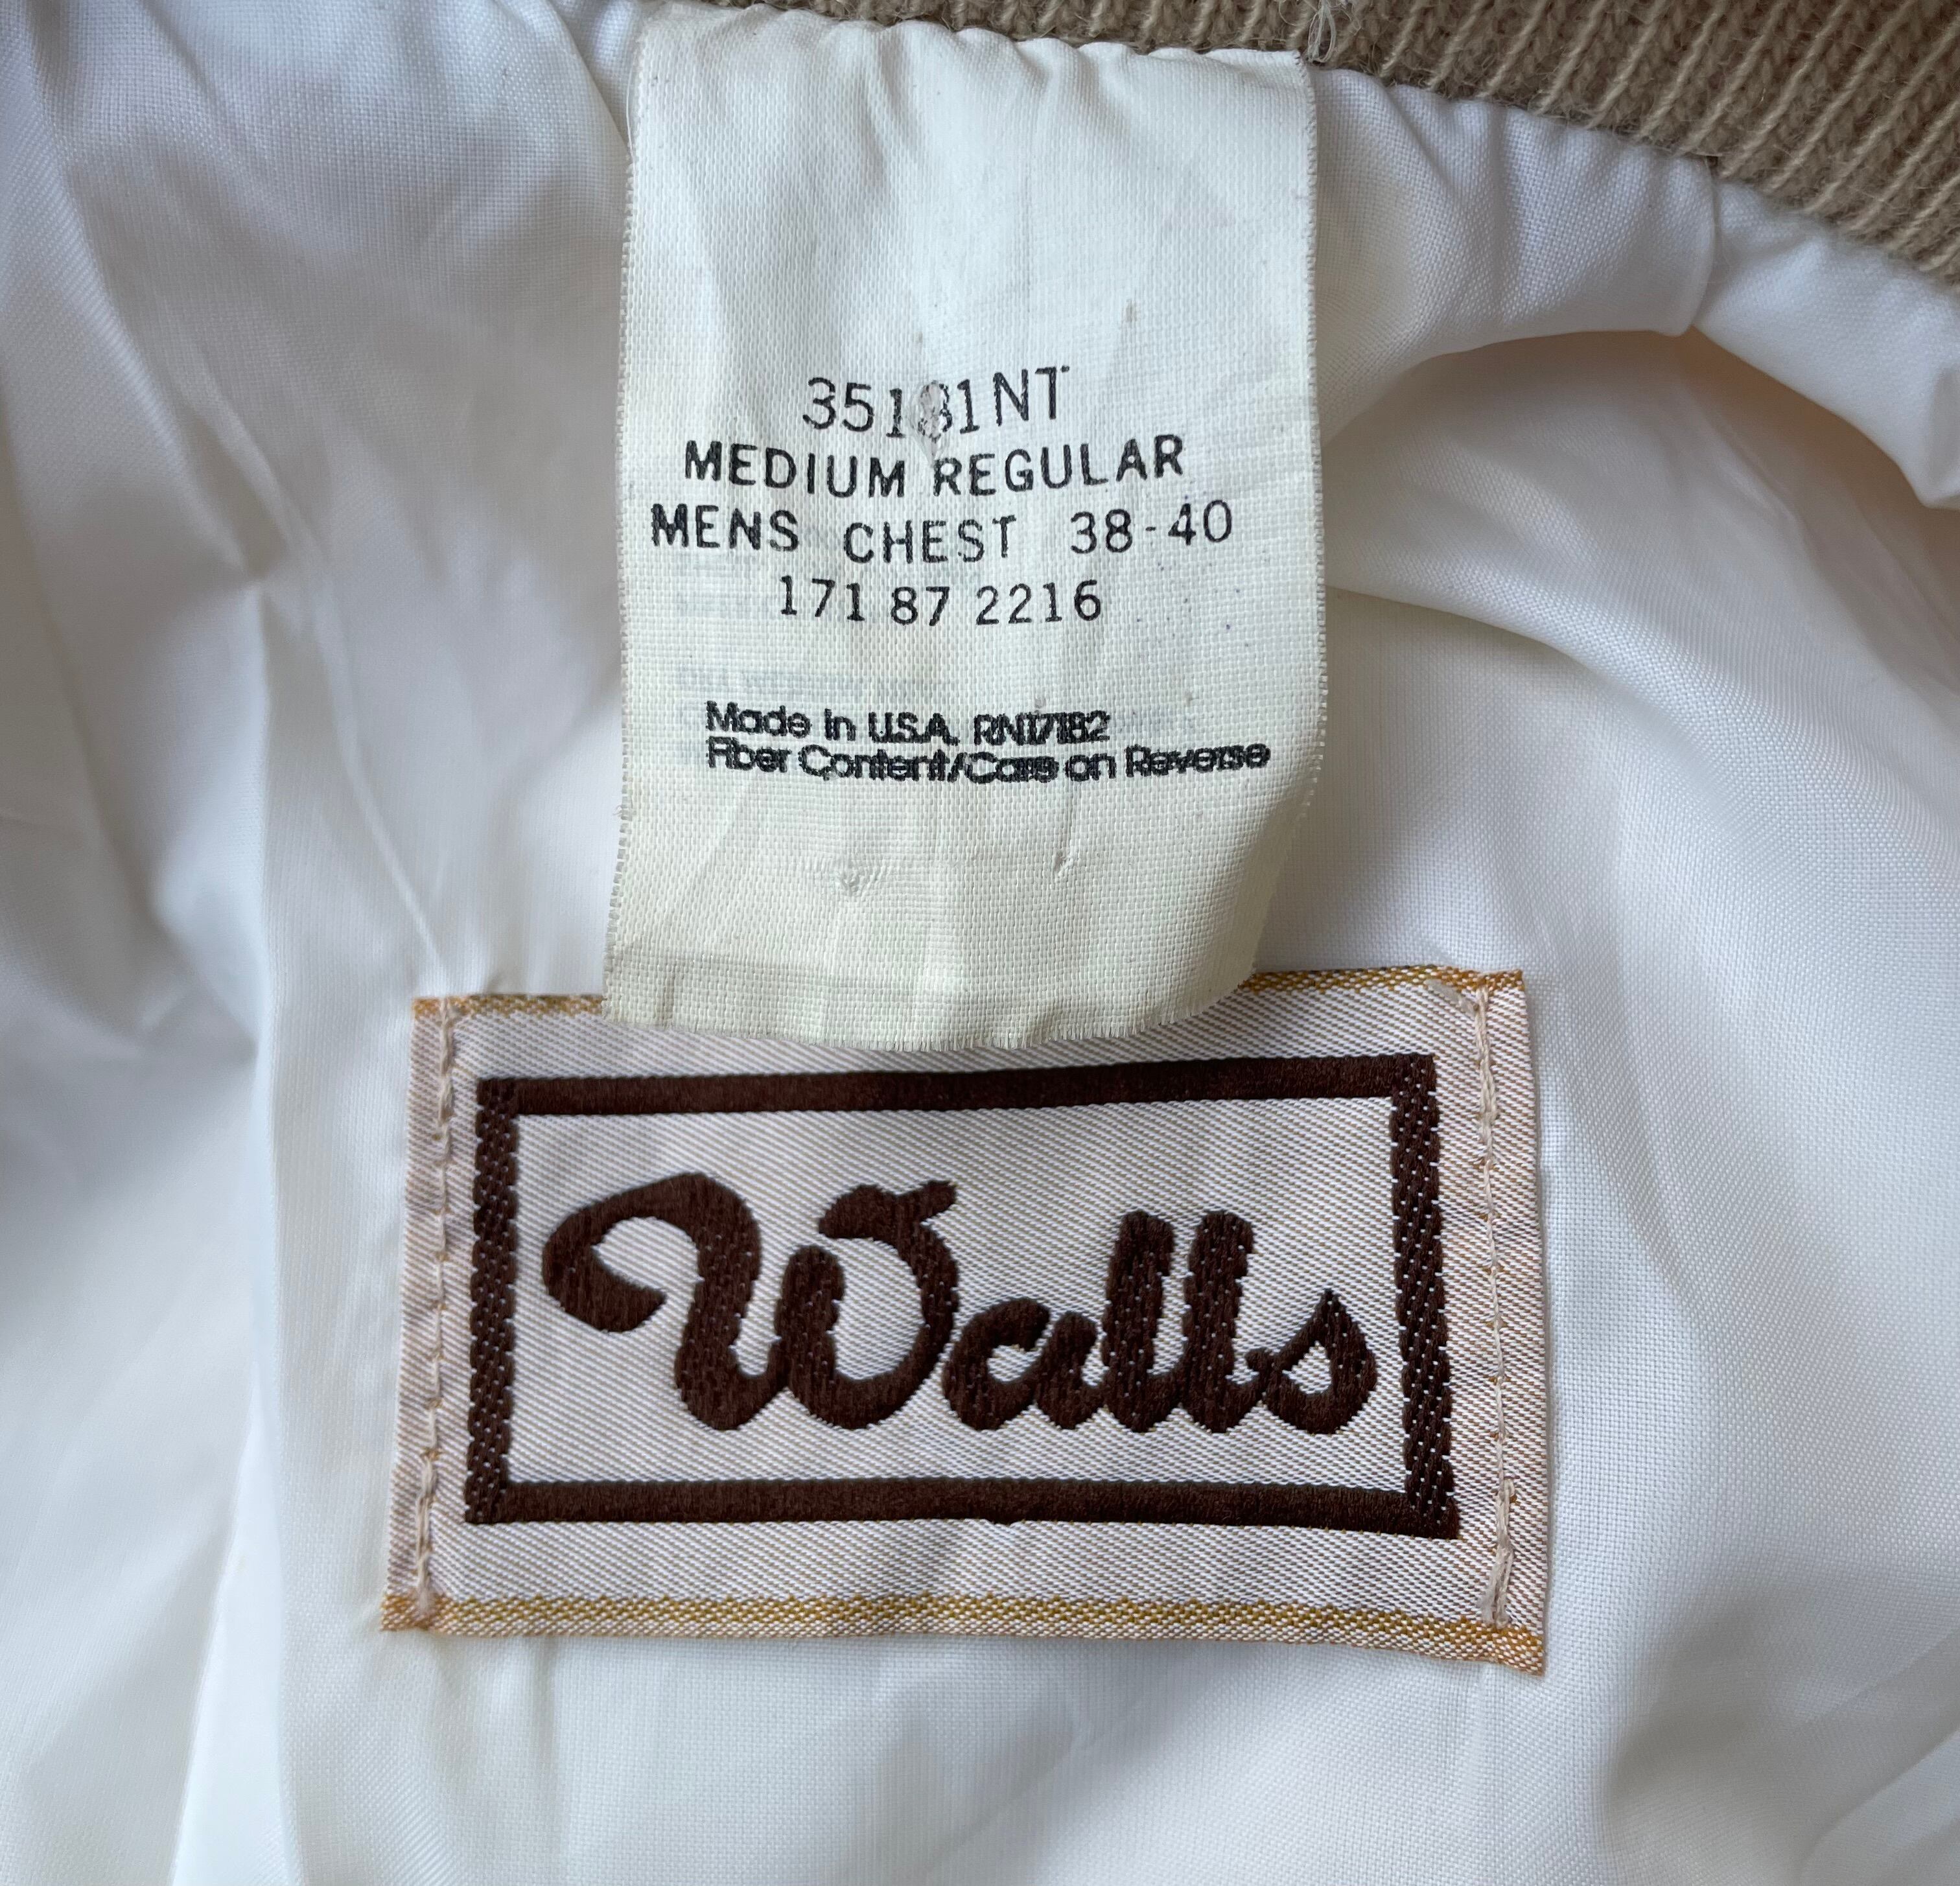 35181NT
MEDIUM REGULAR
MENS CHEST 38-40
171 87 2216
Made in U.S.A. RN17182
Fiber Content/Care on Reverse
Walls